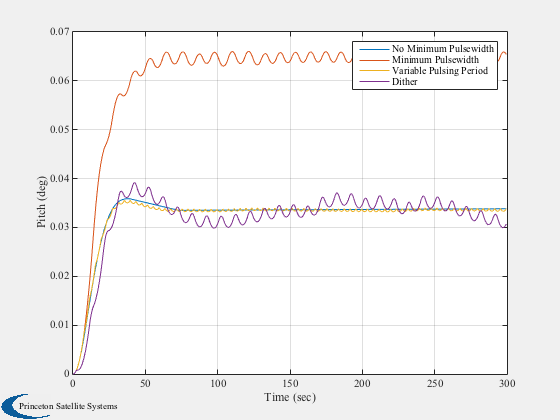 0.07
0.06
0.05
0.04
0.03
0.02
0.01
0
Pitch (deg)
No Minimum Pulsewidth
Minimum Pulsewidth
Variable Pulsing Period
Dither
0 50 100 150 200 250 300
Time (sec)
Princeton Satellite Systems